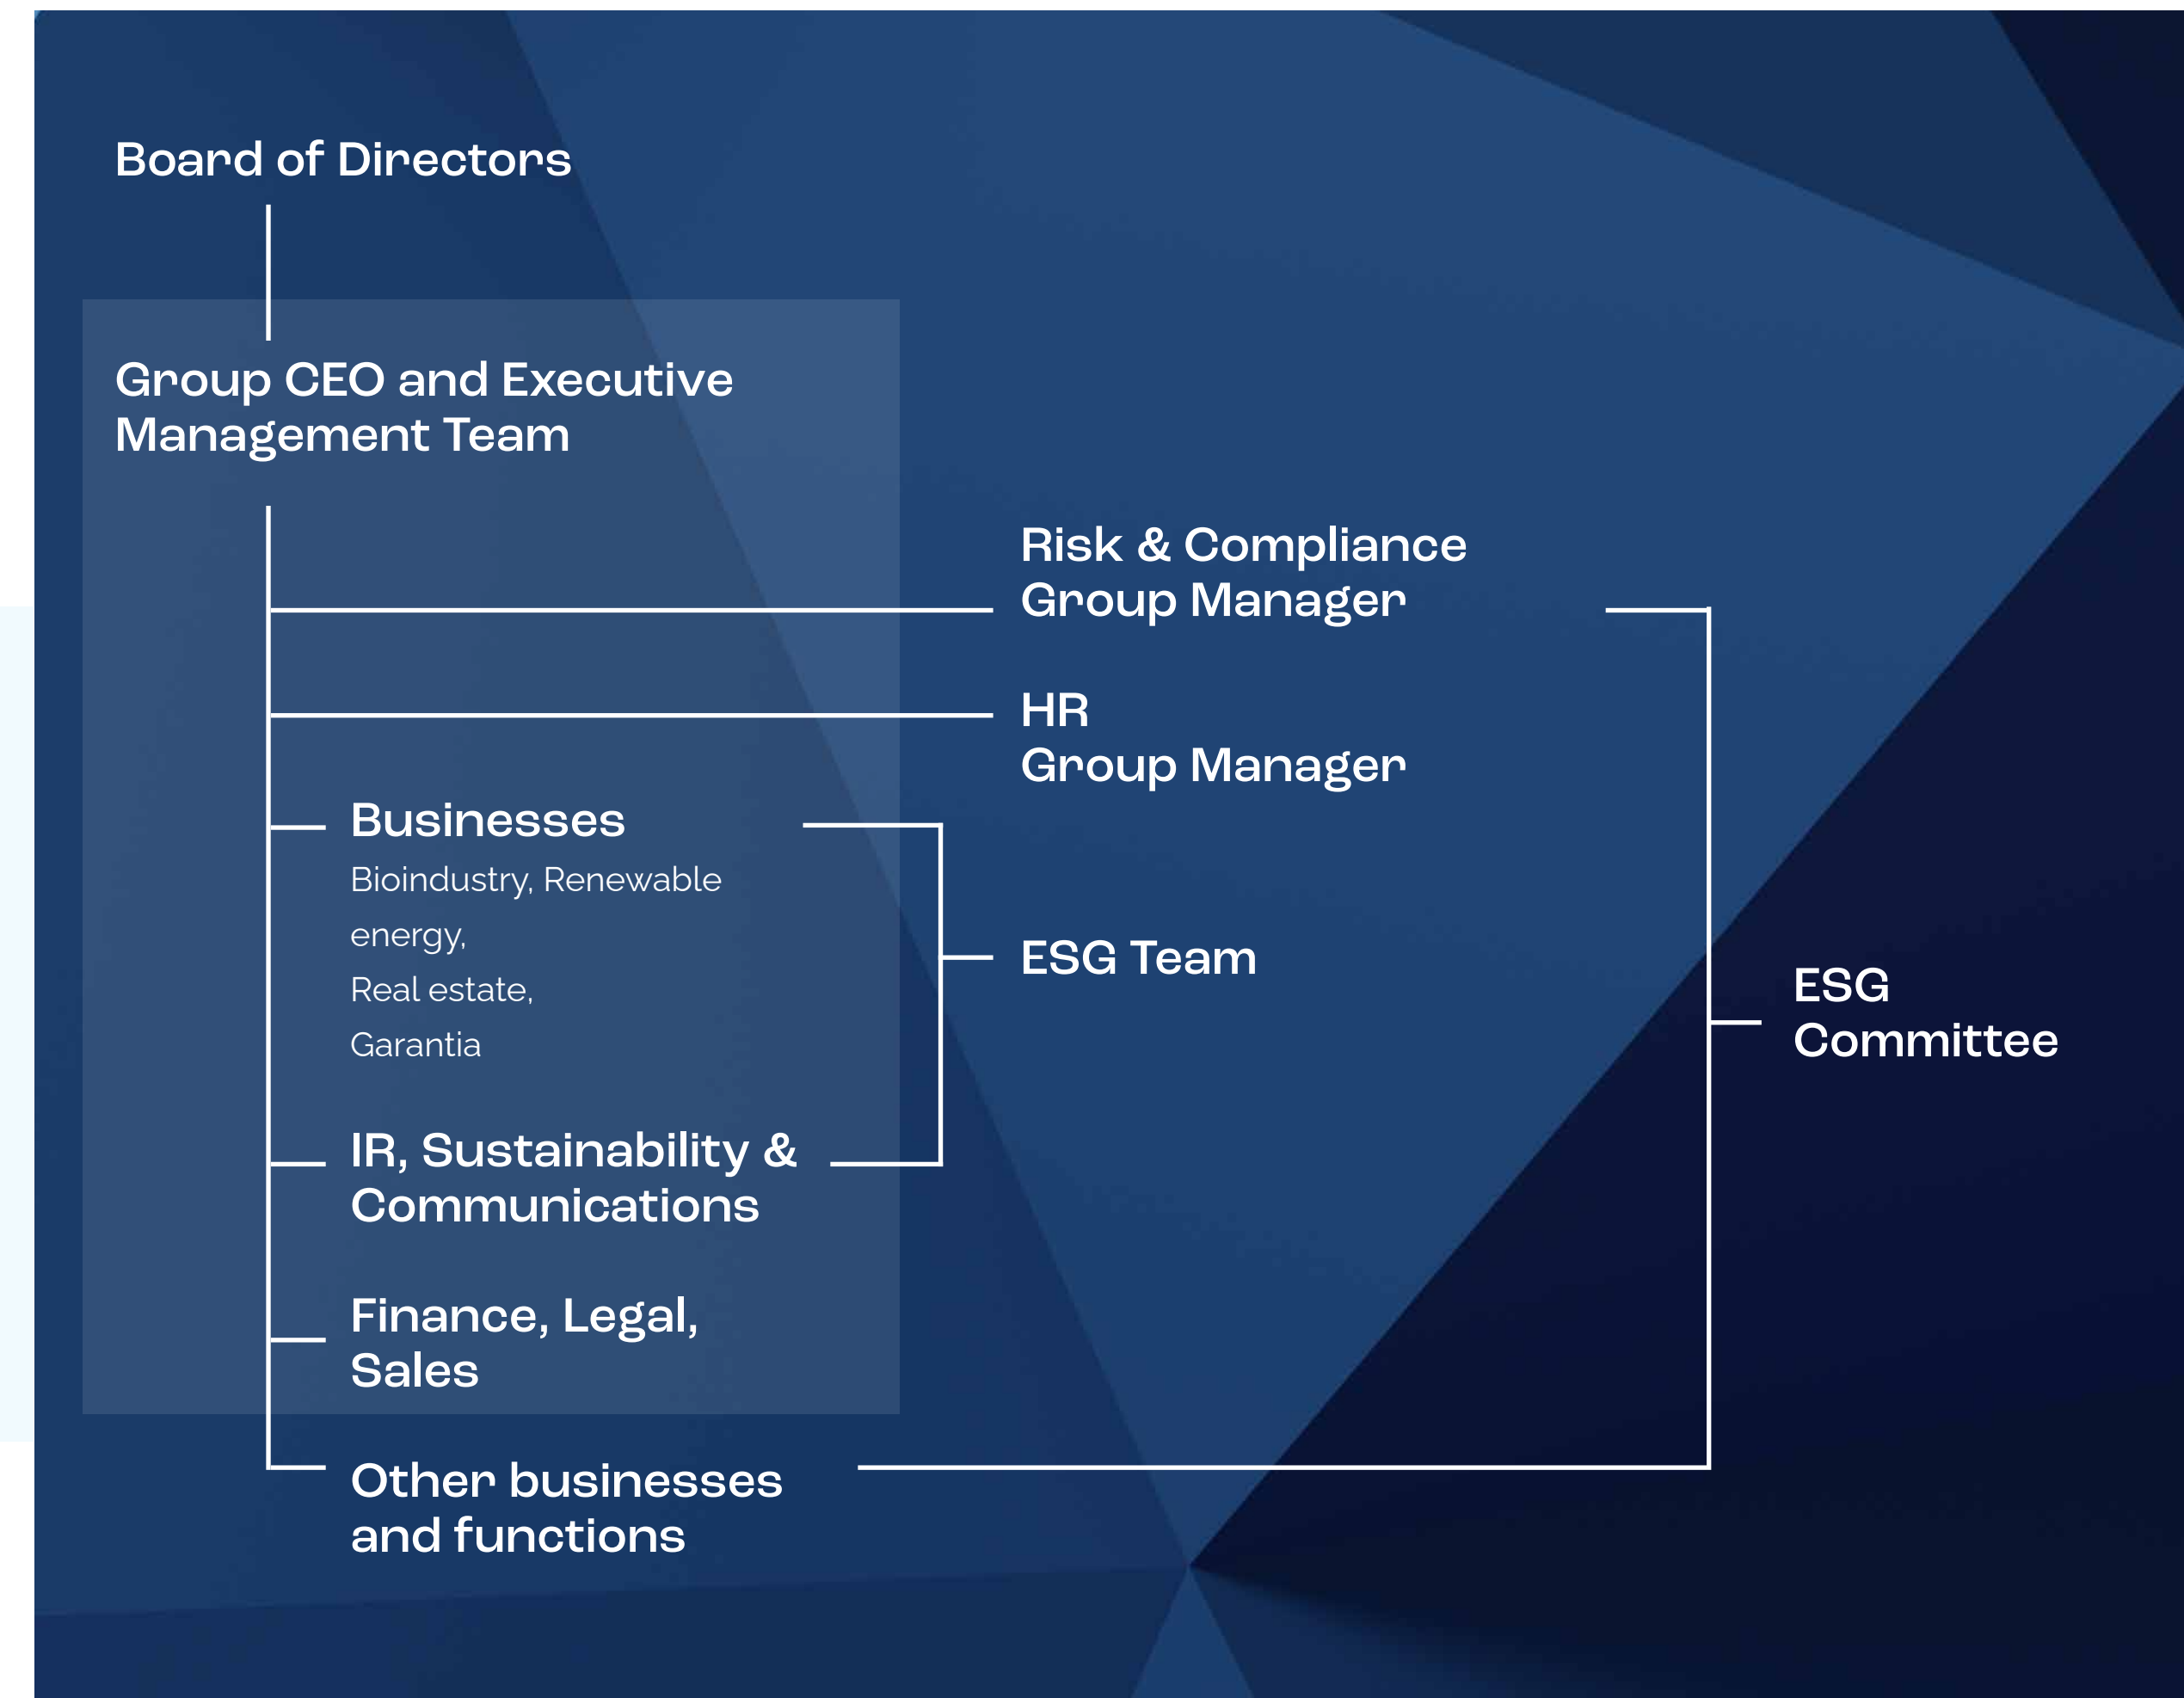 Board of Directors
Group CEO and Executive
Management Team
Risk & Compliance
Group Manager
HR
Group Manager
Businesses
Bioindustry, Renewable
energy,
Real estate,
Garantia
ESG Team
ESG
Committee
IR, Sustainability &
Communications
Finance, Legal,
Sales
Other businesses
and functions